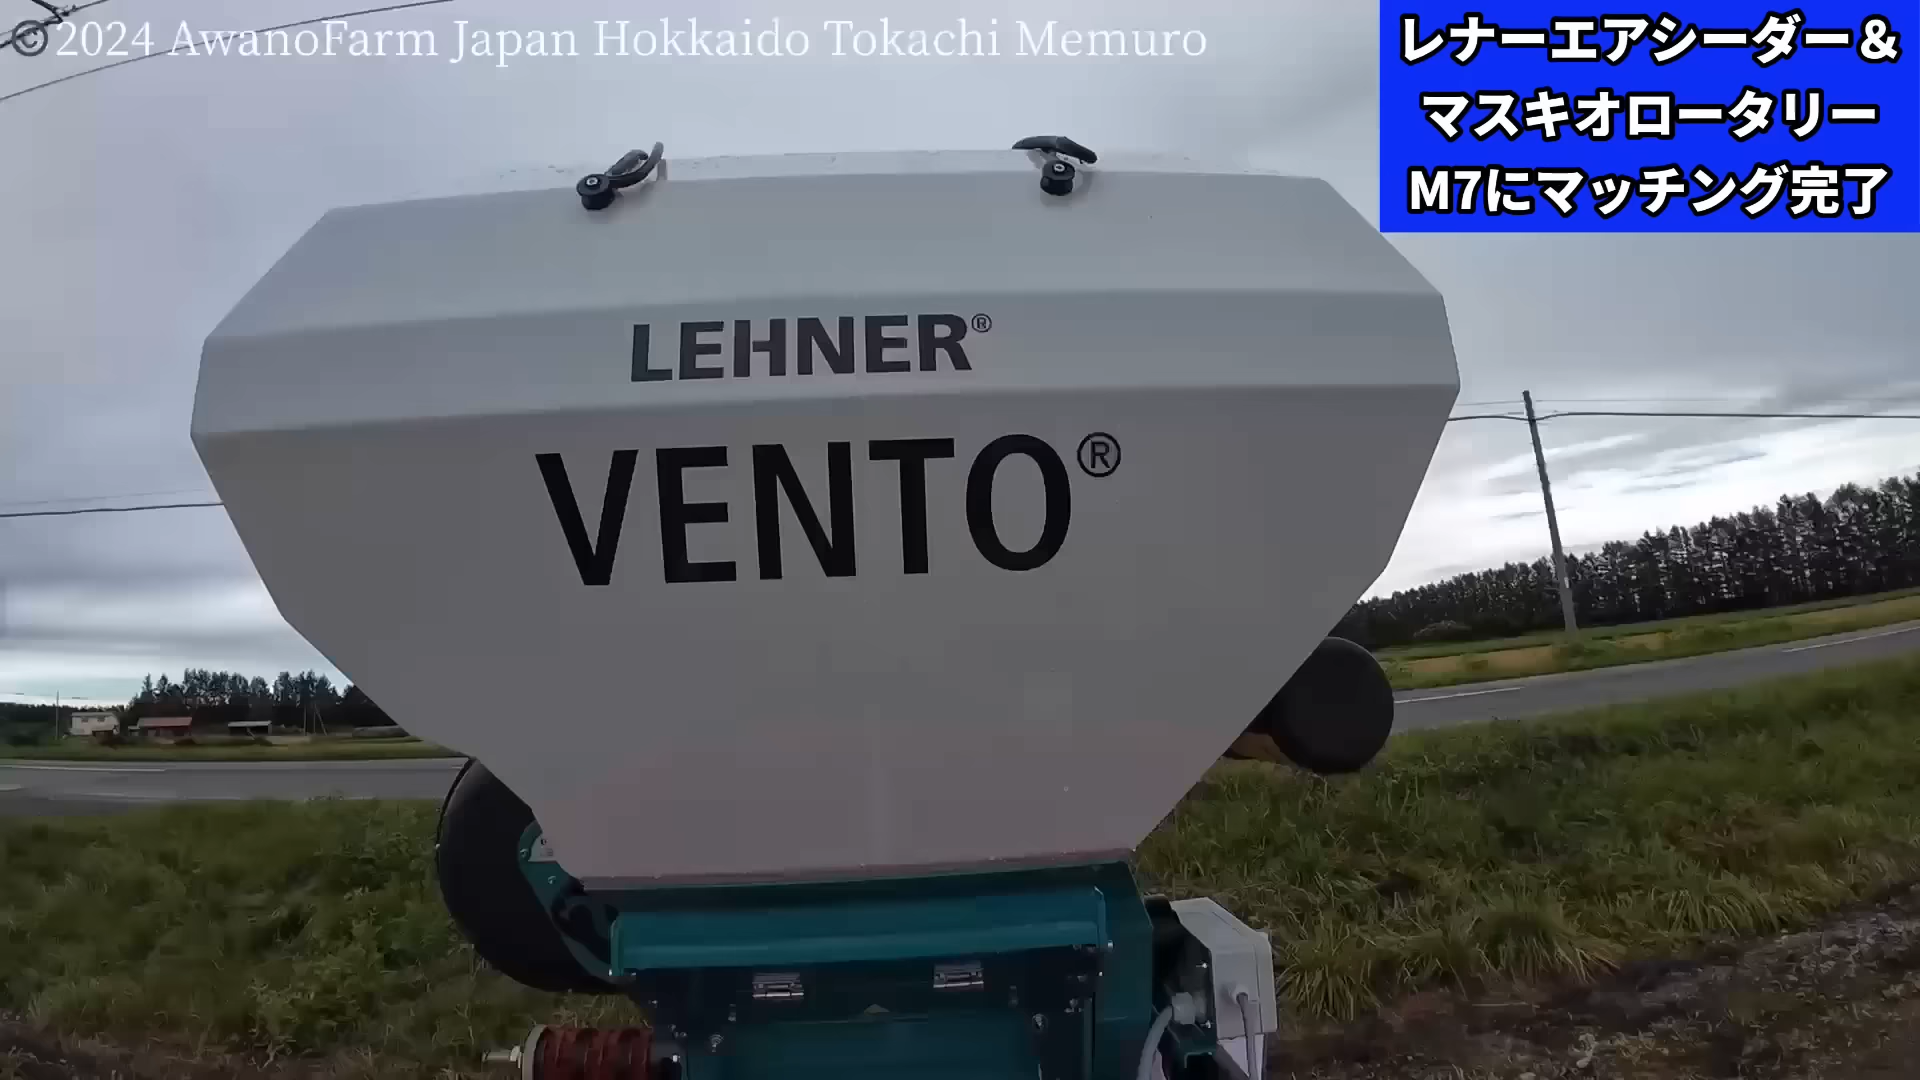 ©2024 AwanoFarm Japan Hokkaido Tokachi Memuro
レナーエアシーダー＆
マスキオロータリー
M7にマッチング完了
LEHNER®
VENTO®